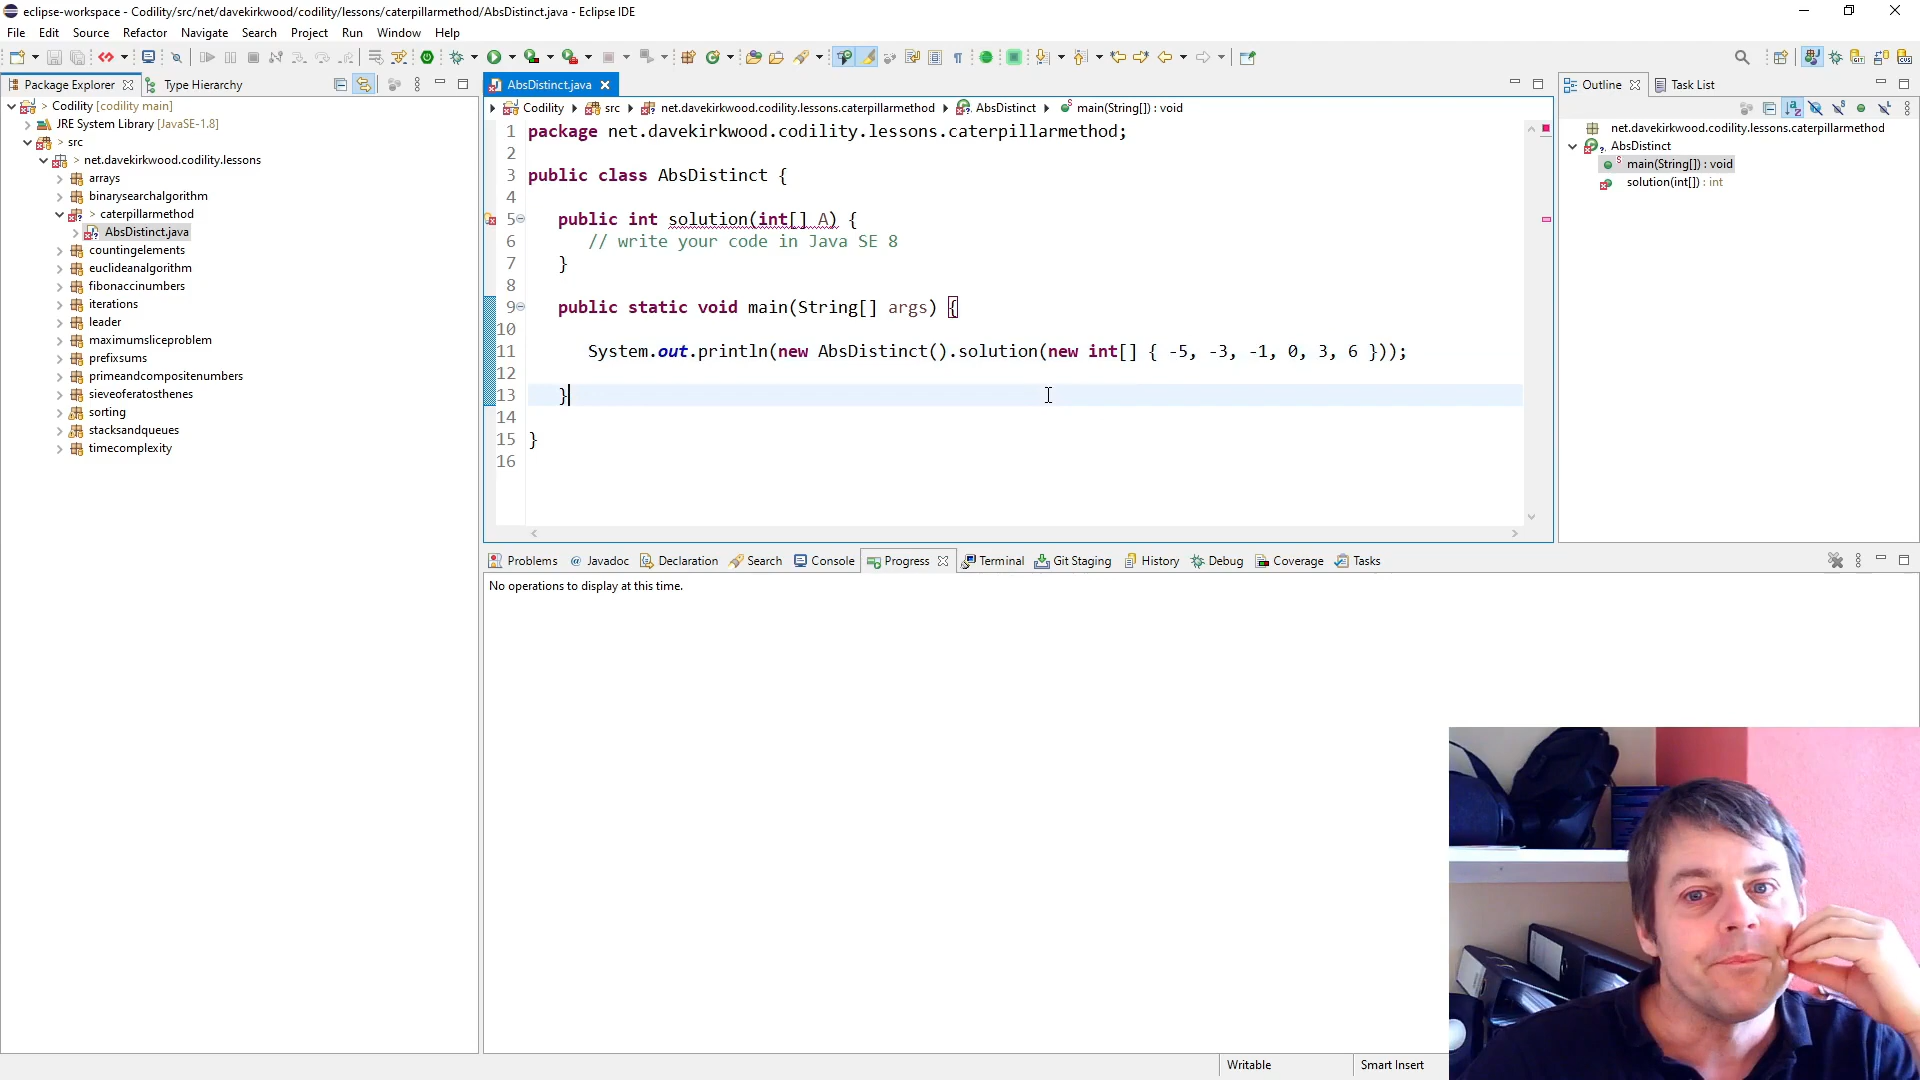 eclipse-workspace - Codility/src/net/davekirkwood/codility/lessons/caterpillarmethod/AbsDistinct.java - Eclipse IDE
File Edit Source Refactor Navigate Search Project Run Window Help
Package Explorer Type Hierarchy
> Codility [codility main]
JRE System Library [JavaSE-1.8]
> src
> net.davekirkwood.codility.lessons
arrays
binarysearchalgorithm
> caterpillarmethod
AbsDistinct.java
countingelements
euclideanalgorithm
fibonaccinumbers
iterations
leader
maximumsliceproblem
prefixsums
primeandcompositenumbers
sieveoferatosthenes
sorting
stacksandqueues
timecomplexity
AbsDistinct.java
Codility src net.davekirkwood.codility.lessons.caterpillarmethod AbsDistinct main(String[]) : void
1 package net.davekirkwood.codility.lessons.caterpillarmethod;
2
3 public class AbsDistinct {
4
5 public int solution(int[] A) {
6 // write your code in Java SE 8
7 }
8
9 public static void main(String[] args) {
10
11 System.out.println(new AbsDistinct().solution(new int[] { -5, -3, -1, 0, 3, 6 }));
12
13 }
14
15 }
16
Outline Task List
net.davekirkwood.codility.lessons.caterpillarmethod
AbsDistinct
main(String[]) : void
solution(int[]) : int
Problems Javadoc Declaration Search Console Progress Terminal Git Staging History Debug Coverage Tasks
No operations to display at this time.
Writable Smart Insert